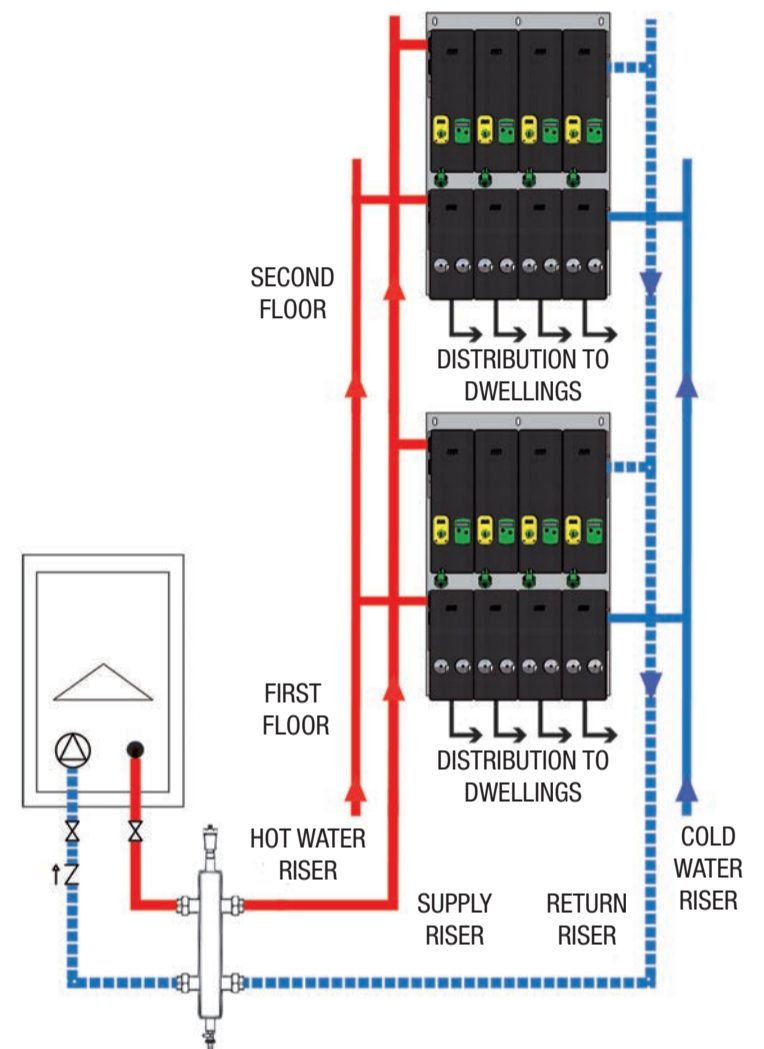 SECOND
FLOOR
DISTRIBUTION TO
DWELLINGS
FIRST
FLOOR
DISTRIBUTION TO
DWELLINGS
HOT WATER
RISER
SUPPLY
RISER
RETURN
RISER
COLD
WATER
RISER